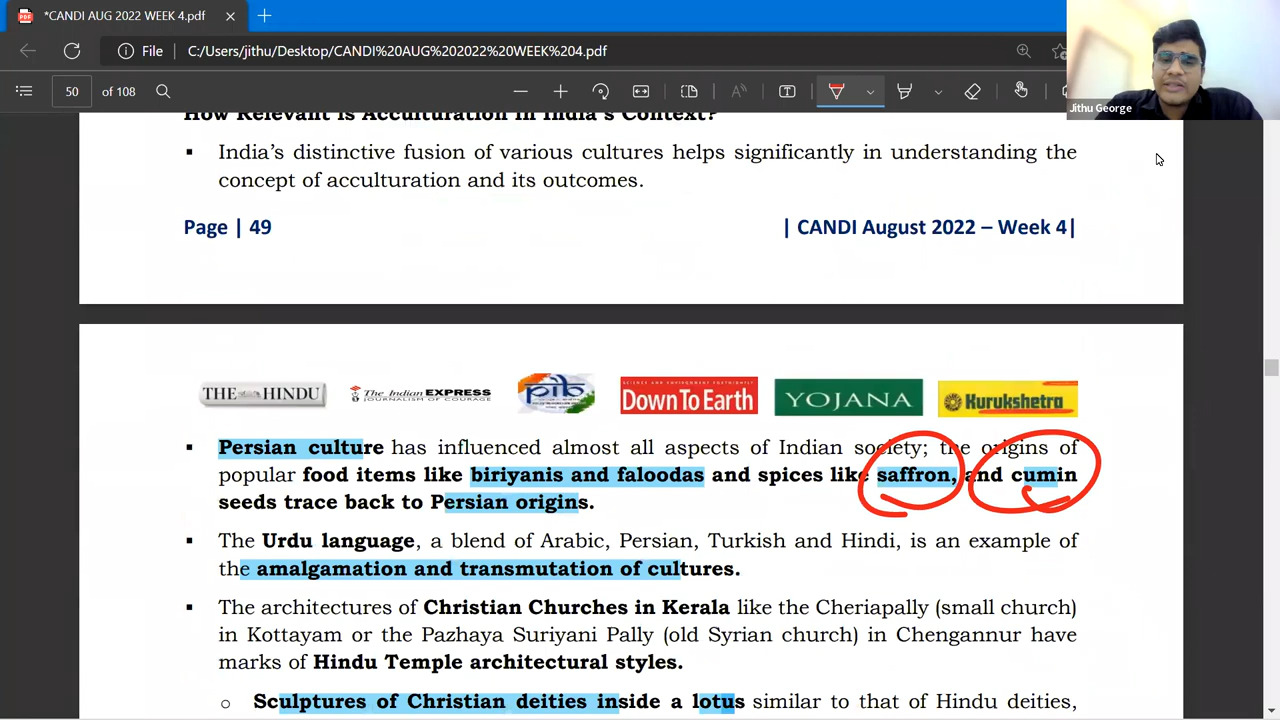 *CANDI AUG 2022 WEEK 4.pdf
File
C:/Users/jithu/Desktop/CANDI%20AUG%202022%20WEEK%204.pdf
50 of 108
Jithu George
How Relevant is Acculturation in India's Context?
▪ India's distinctive fusion of various cultures helps significantly in understanding the
concept of acculturation and its outcomes.
Page | 49 | CANDI August 2022 – Week 4|
THE HINDU The Indian EXPRESS pib DownToEarth YOJANA Kurukshetra
JOURNALISM OF COURAGE
SCIENCE AND ENVIRONMENT FORTNIGHTLY
▪ Persian culture has influenced almost all aspects of Indian society; the origins of
popular food items like biriyanis and faloodas and spices like saffron, and cumin
seeds trace back to Persian origins.
▪ The Urdu language, a blend of Arabic, Persian, Turkish and Hindi, is an example of
the amalgamation and transmutation of cultures.
▪ The architectures of Christian Churches in Kerala like the Cheriapally (small church)
in Kottayam or the Pazhaya Suriyani Pally (old Syrian church) in Chengannur have
marks of Hindu Temple architectural styles.
○ Sculptures of Christian deities inside a lotus similar to that of Hindu deities,